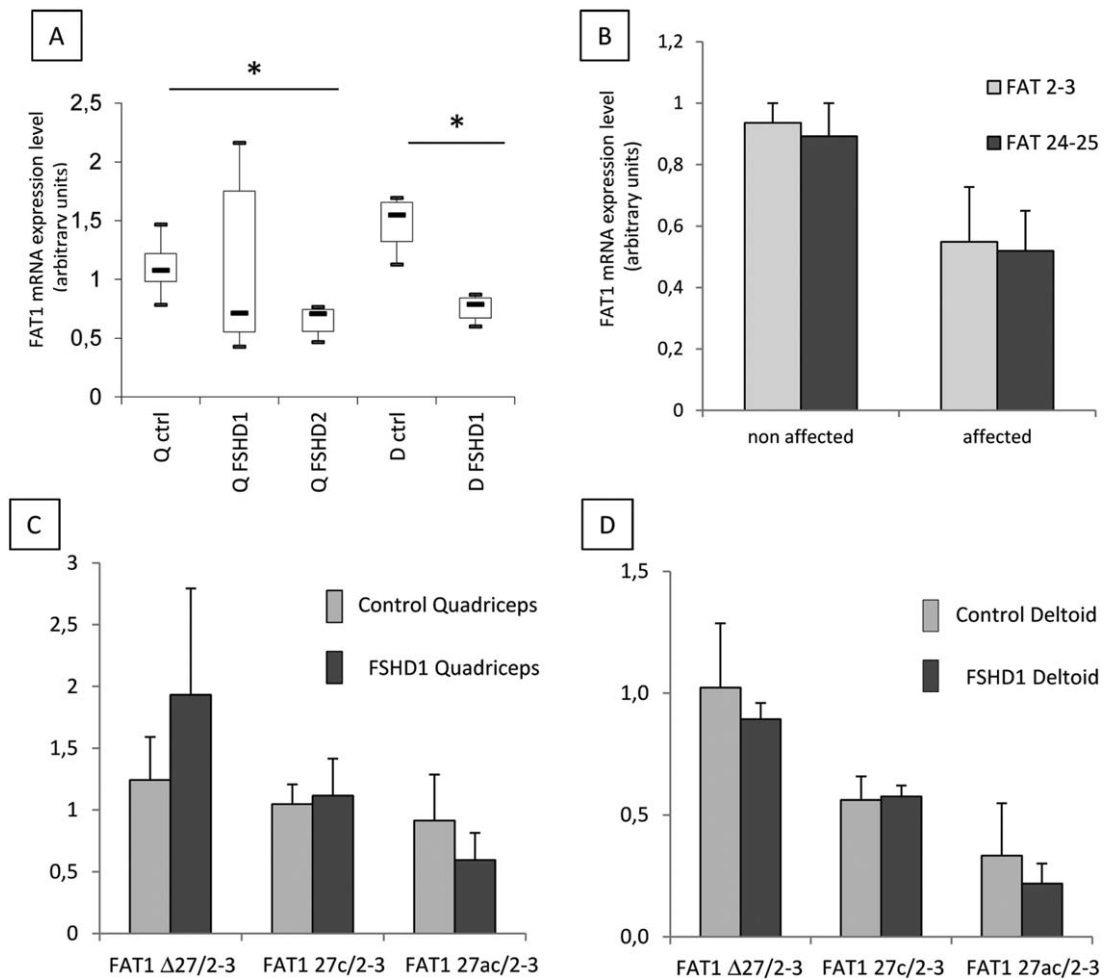 A
FAT1 mRNA expression level
(arbitrary units)
2,5
2
1,5
1
0,5
0
*
*
Q ctrl
Q FSHD1
Q FSHD2
D ctrl
D FSHD1
B
FAT1 mRNA expression level
(arbitrary units)
1,2
1
0,8
0,6
0,4
0,2
0
FAT 2-3
FAT 24-25
non affected
affected
C
3
2,5
2
1,5
1
0,5
0
Control Quadriceps
FSHD1 Quadriceps
FAT1 Δ27/2-3
FAT1 27c/2-3
FAT1 27ac/2-3
D
1,5
1,0
0,5
0,0
Control Deltoid
FSHD1 Deltoid
FAT1 Δ27/2-3
FAT1 27c/2-3
FAT1 27ac/2-3